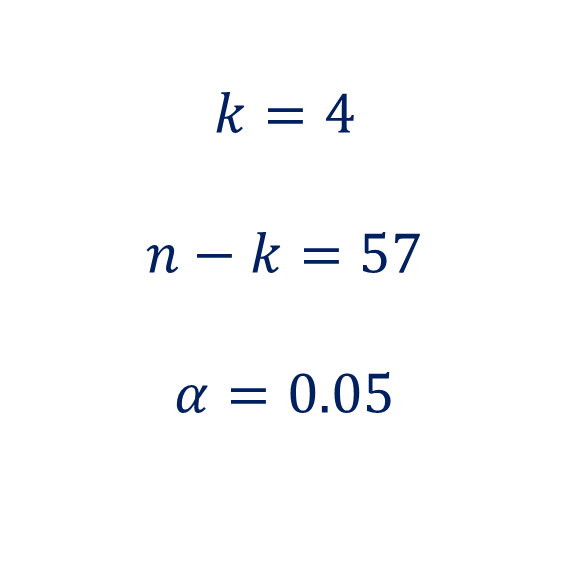 k = 4
n − k = 57
α = 0.05